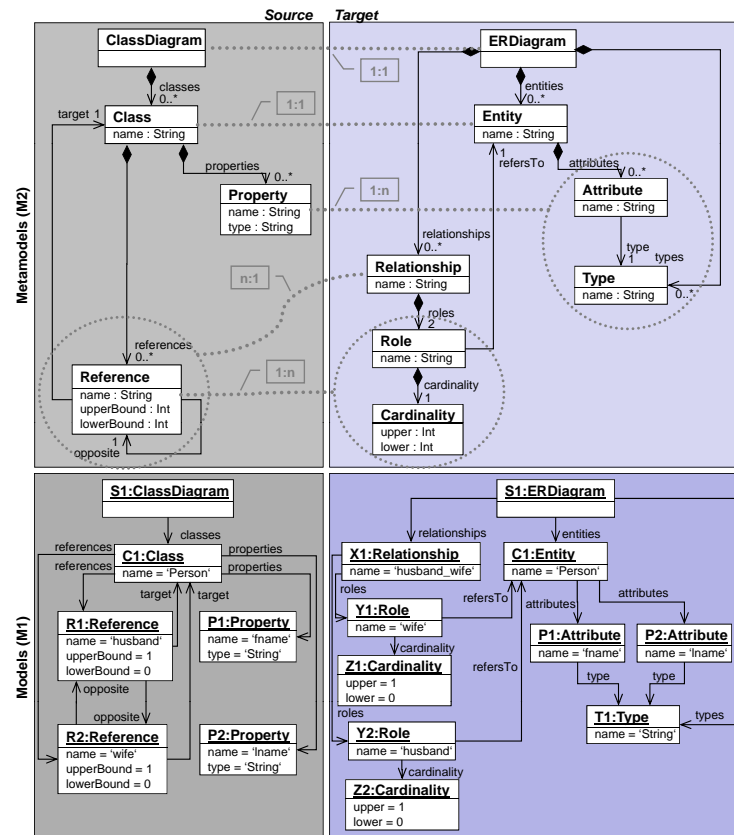 Source Target
Metamodels (M2)
ClassDiagram
classes
0..*
target 1
Class
name : String
properties
0..*
Property
name : String
type : String
references
0..*
Reference
name : String
upperBound : Int
lowerBound : Int
1
opposite
1:1
1:1
1:n
n:1
1:n
ERDiagram
entities
0..*
Entity
name : String
1
refersTo
attributes
0..*
Attribute
name : String
type
1
types
Type
name : String
0..*
relationships
0..*
Relationship
name : String
roles
2
Role
name : String
cardinality
1
Cardinality
upper : Int
lower : Int
Models (M1)
S1:ClassDiagram
classes
references
references
C1:Class
name = ‘Person‘
properties
properties
target
target
R1:Reference
name = ‘husband‘
upperBound = 1
lowerBound = 0
P1:Property
name = ‘fname‘
type = ‘String‘
opposite
opposite
R2:Reference
name = ‘wife‘
upperBound = 1
lowerBound = 0
P2:Property
name = ‘lname‘
type = ‘String‘
S1:ERDiagram
relationships
entities
X1:Relationship
name = ‘husband_wife‘
C1:Entity
name = ‘Person‘
roles
refersTo
attributes
attributes
Y1:Role
name = ‘wife‘
P1:Attribute
name = ‘fname‘
P2:Attribute
name = ‘lname‘
cardinality
refersTo
type
type
Z1:Cardinality
upper = 1
lower = 0
roles
T1:Type
name = ‘String‘
types
Y2:Role
name = ‘husband‘
cardinality
Z2:Cardinality
upper = 1
lower = 0